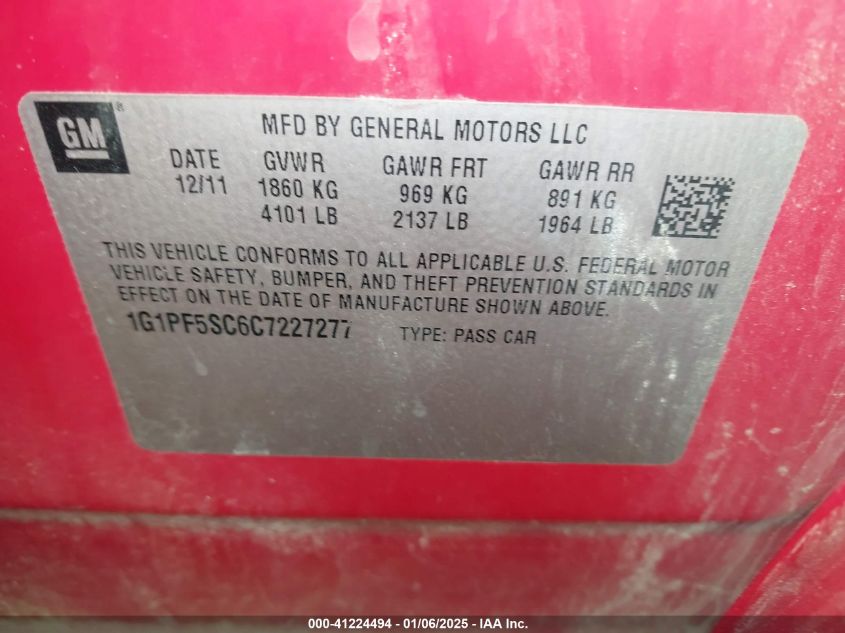 GM®
MFD BY GENERAL MOTORS LLC
DATE GVWR GAWR FRT GAWR RR
12/11 1860 KG 969 KG 891 KG
4101 LB 2137 LB 1964 LB
THIS VEHICLE CONFORMS TO ALL APPLICABLE U.S. FEDERAL MOTOR
VEHICLE SAFETY, BUMPER, AND THEFT PREVENTION STANDARDS IN
EFFECT ON THE DATE OF MANUFACTURE SHOWN ABOVE.
1G1PF5SC6C7227277 TYPE: PASS CAR
000-41224494 - 01/06/2025 - IAA Inc.